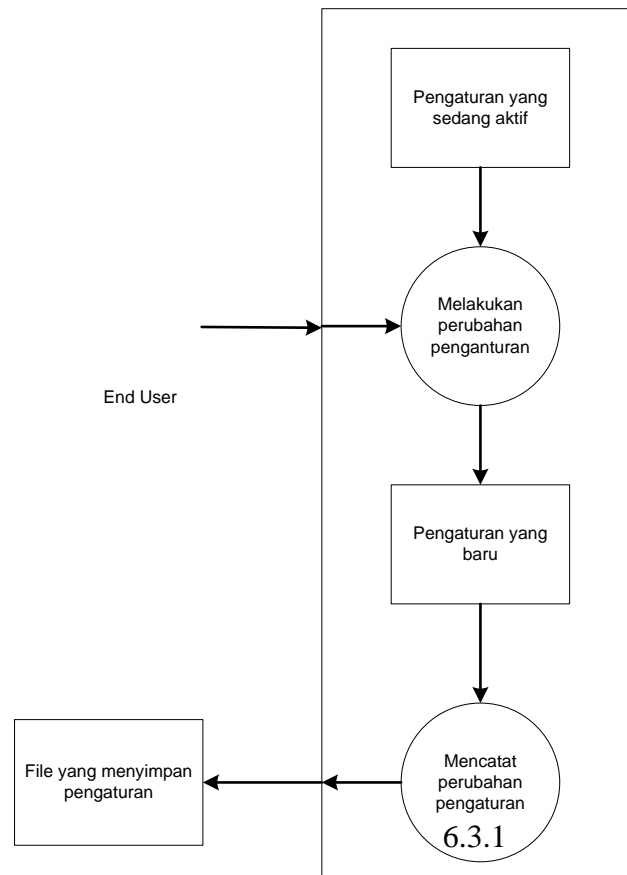 Pengaturan yang
sedang aktif
Melakukan
perubahan
penganturan
End User
Pengaturan yang
baru
File yang menyimpan
pengaturan
Mencatat
perubahan
pengaturan
6.3.1